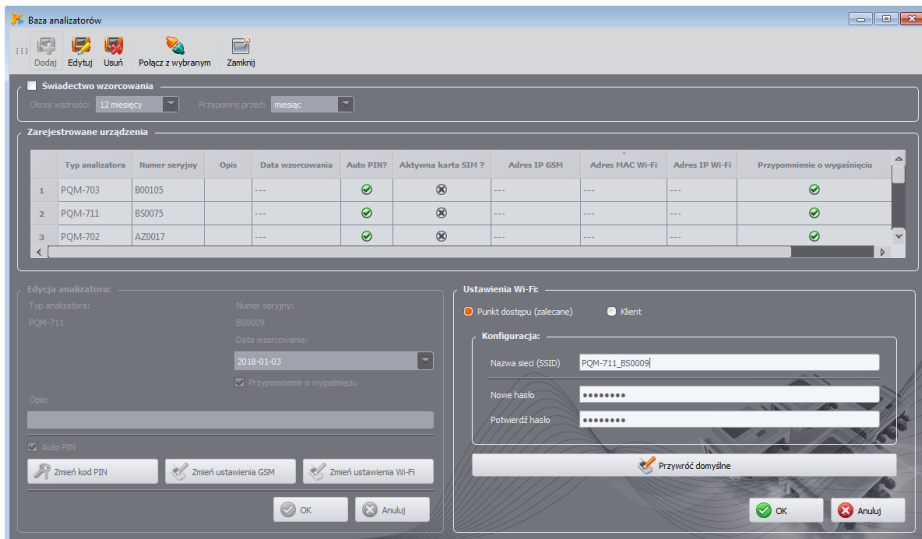 Baza analizatorów
Dodaj Edytuj Usuń Połącz z wybranym Zamknij
Świadectwo wzorcowania
Okres ważności: 12 miesięcy Przypomnij przed: miesiąc
Zarejestrowane urządzenia
Typ analizatora Numer seryjny Opis Data wzorcowania Auto PIN? Aktywna karta SIM ? Adres IP GSM Adres MAC Wi-Fi Adres IP Wi-Fi Przypomnienie o wygaśnięciu
1 PQM-703 B00105 --- --- --- ---
2 PQM-711 BS0075 --- --- --- ---
3 PQM-702 AZ0017 --- --- --- ---
Edycja analizatora:
Typ analizatora: Numer seryjny:
PQM-711 BS0009
Data wzorcowania:
2018-01-03
Przypomnienie o wygaśnięciu
Opis:
Auto PIN
Zmień kod PIN Zmień ustawienia GSM Zmień ustawienia Wi-Fi
OK Anuluj
Ustawienia Wi-Fi:
Punkt dostępu (zalecane) Klient
Konfiguracja:
Nazwa sieci (SSID) PQM-711_BS0009
Nowe hasło ●●●●●●●●
Potwierdź hasło ●●●●●●●●
Przywróć domyślne
OK Anuluj